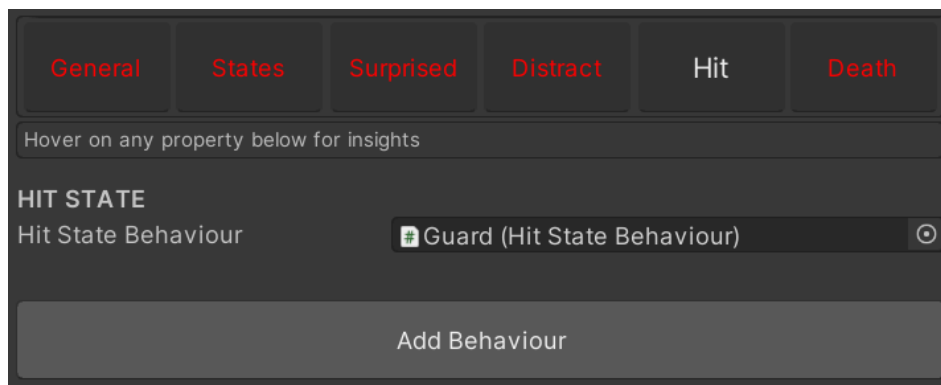 General States Surprised Distract Hit Death
Hover on any property below for insights
HIT STATE
Hit State Behaviour # Guard (Hit State Behaviour)
Add Behaviour